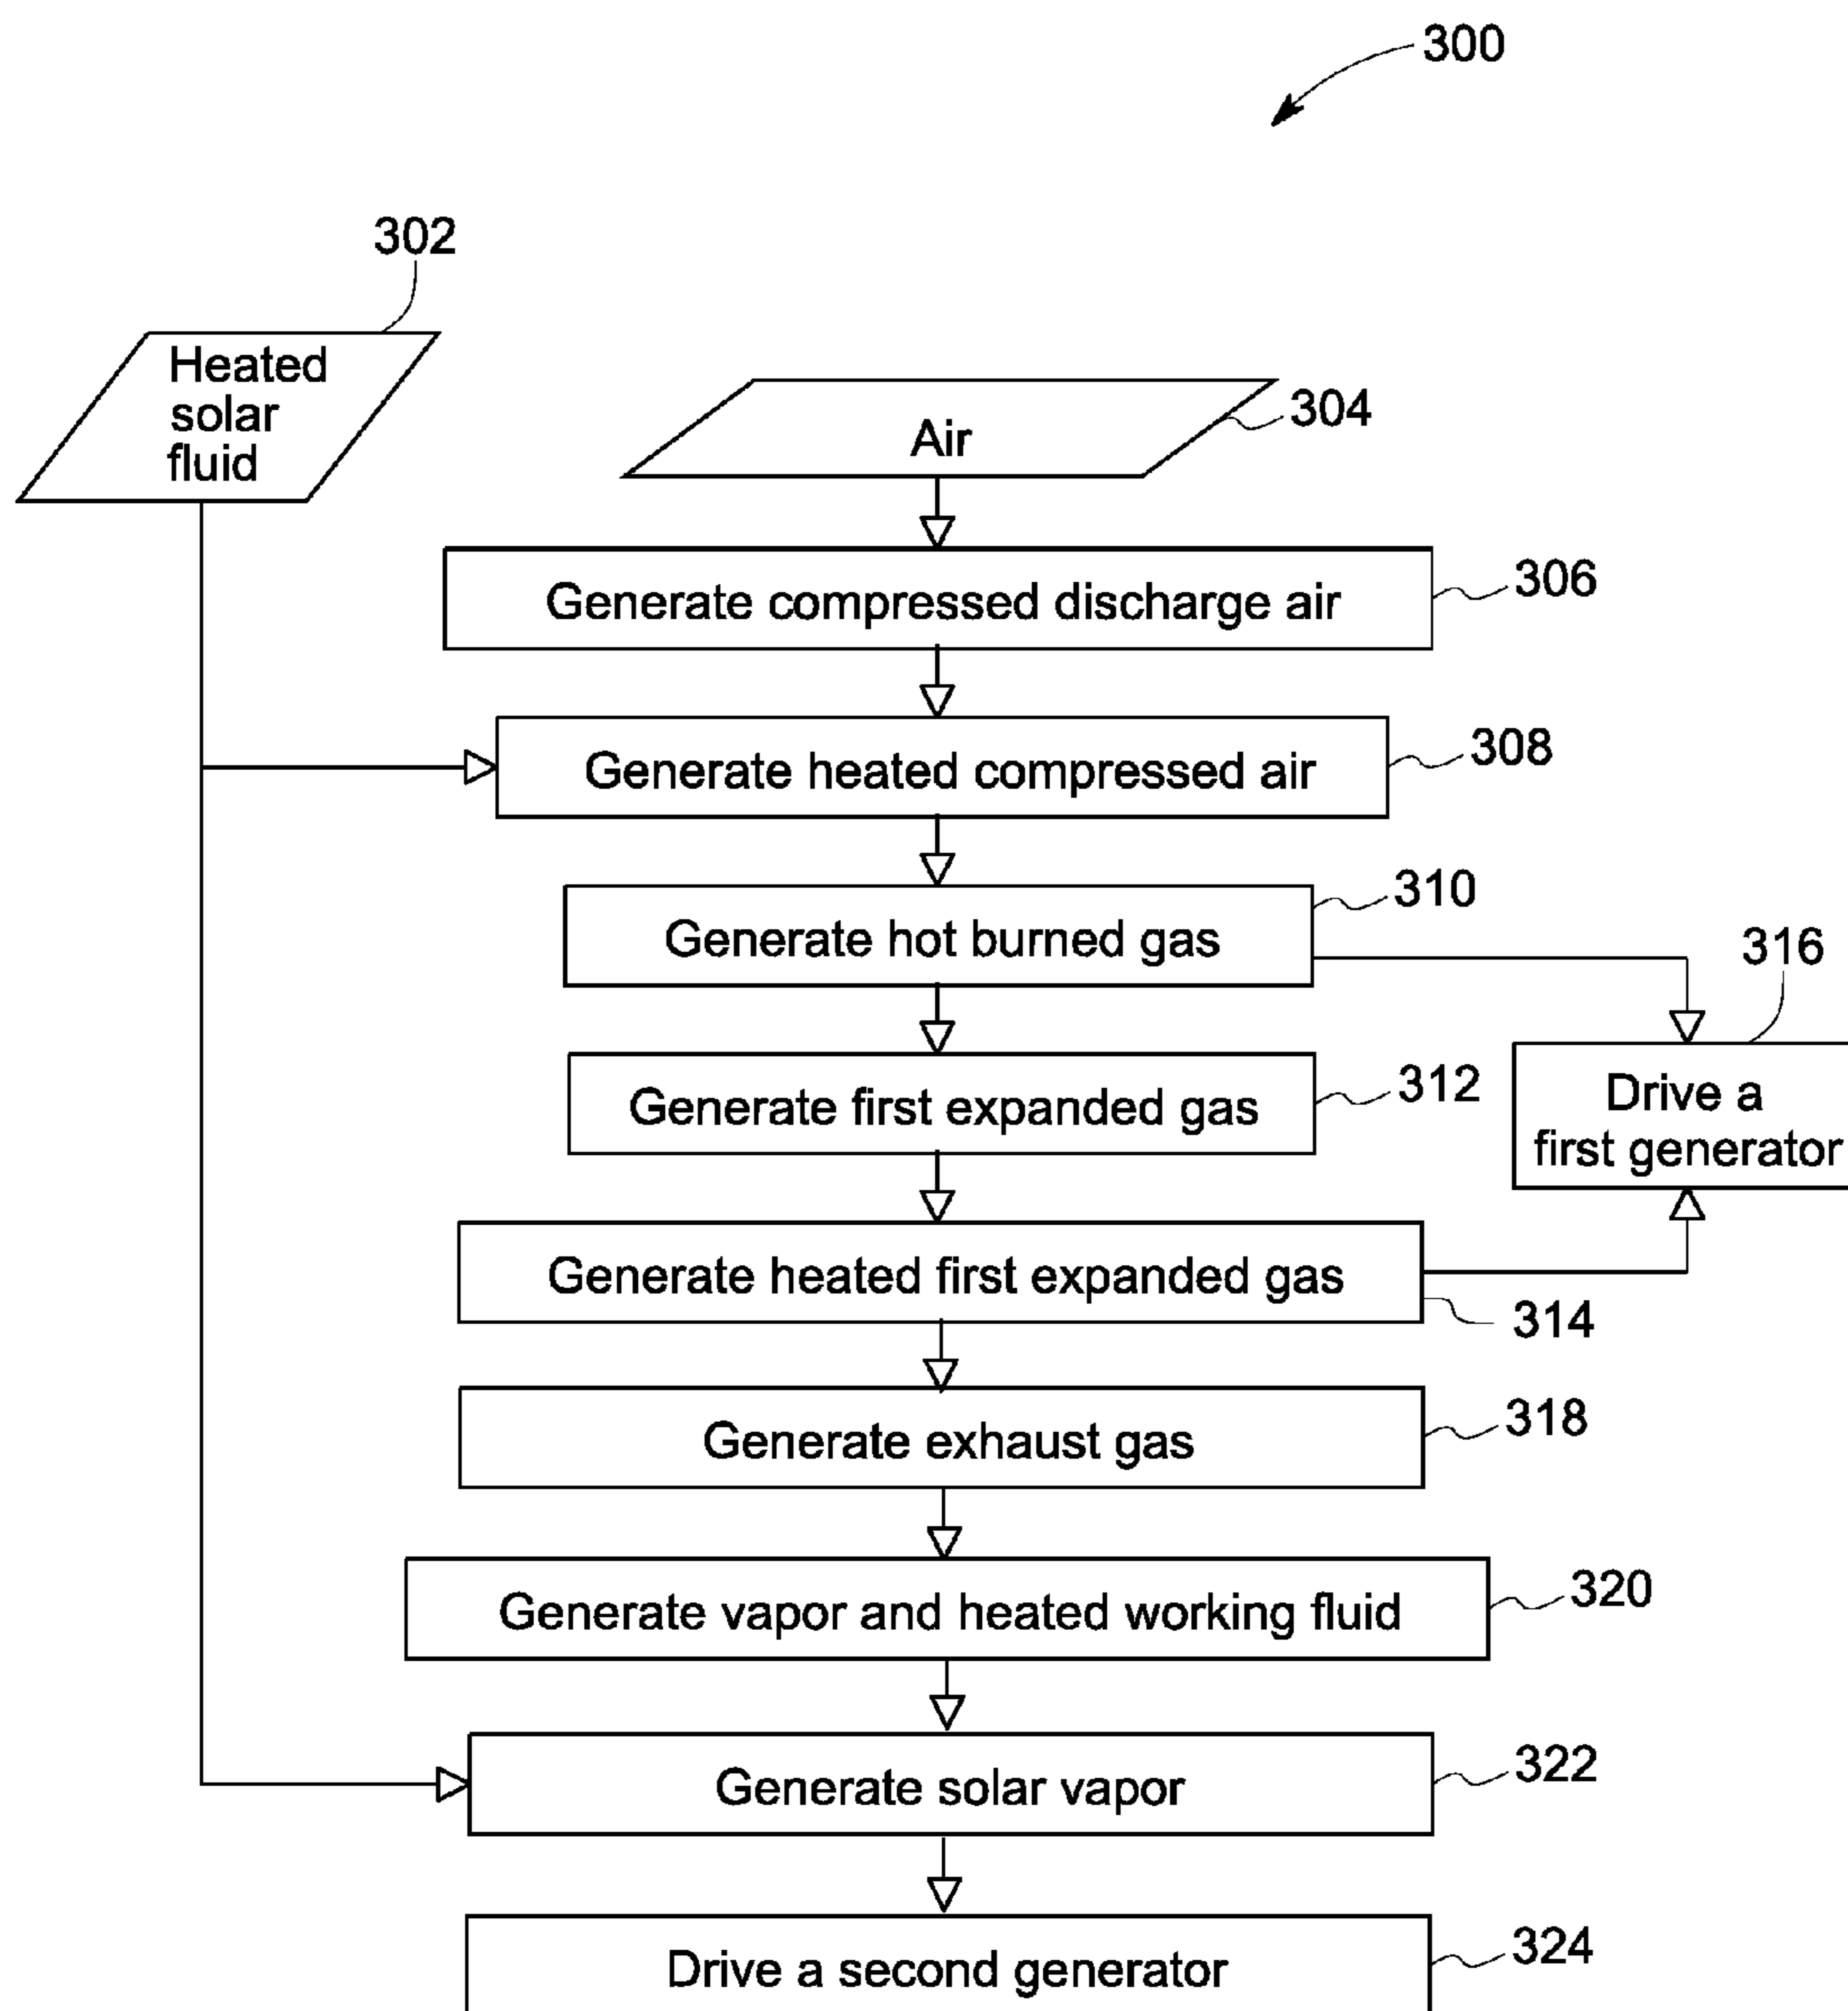 300
302
Heated
solar
fluid
Air
304
Generate compressed discharge air
306
Generate heated compressed air
308
Generate hot burned gas
310
316
Generate first expanded gas
312
Drive a
first generator
Generate heated first expanded gas
314
Generate exhaust gas
318
Generate vapor and heated working fluid
320
Generate solar vapor
322
Drive a second generator
324